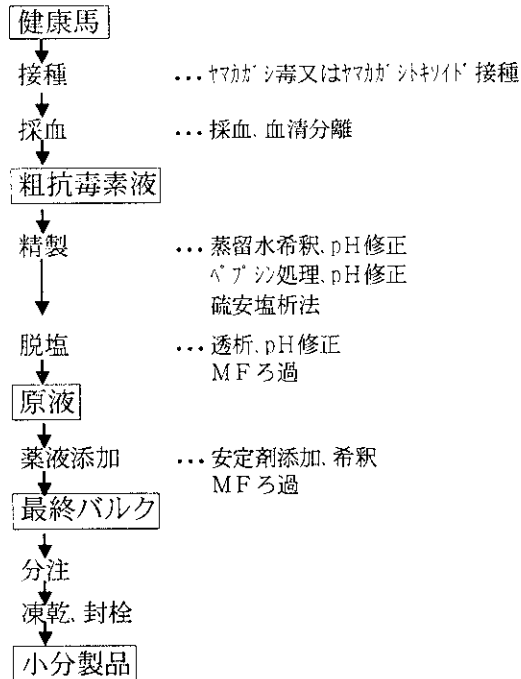 健康馬
接種 …ﾔﾏｶｶﾞｼ毒又はﾔﾏｶｶﾞｼﾄｷｿｲﾄﾞ接種
採血 …採血、血清分離
粗抗毒素液
精製 …蒸留水希釈、pH修正
ﾍﾟﾌﾟｼﾝ処理、pH修正
硫安塩析法
脱塩 …透析、pH修正
MFろ過
原液
薬液添加 …安定剤添加、希釈
MFろ過
最終バルク
分注
凍乾、封栓
小分製品